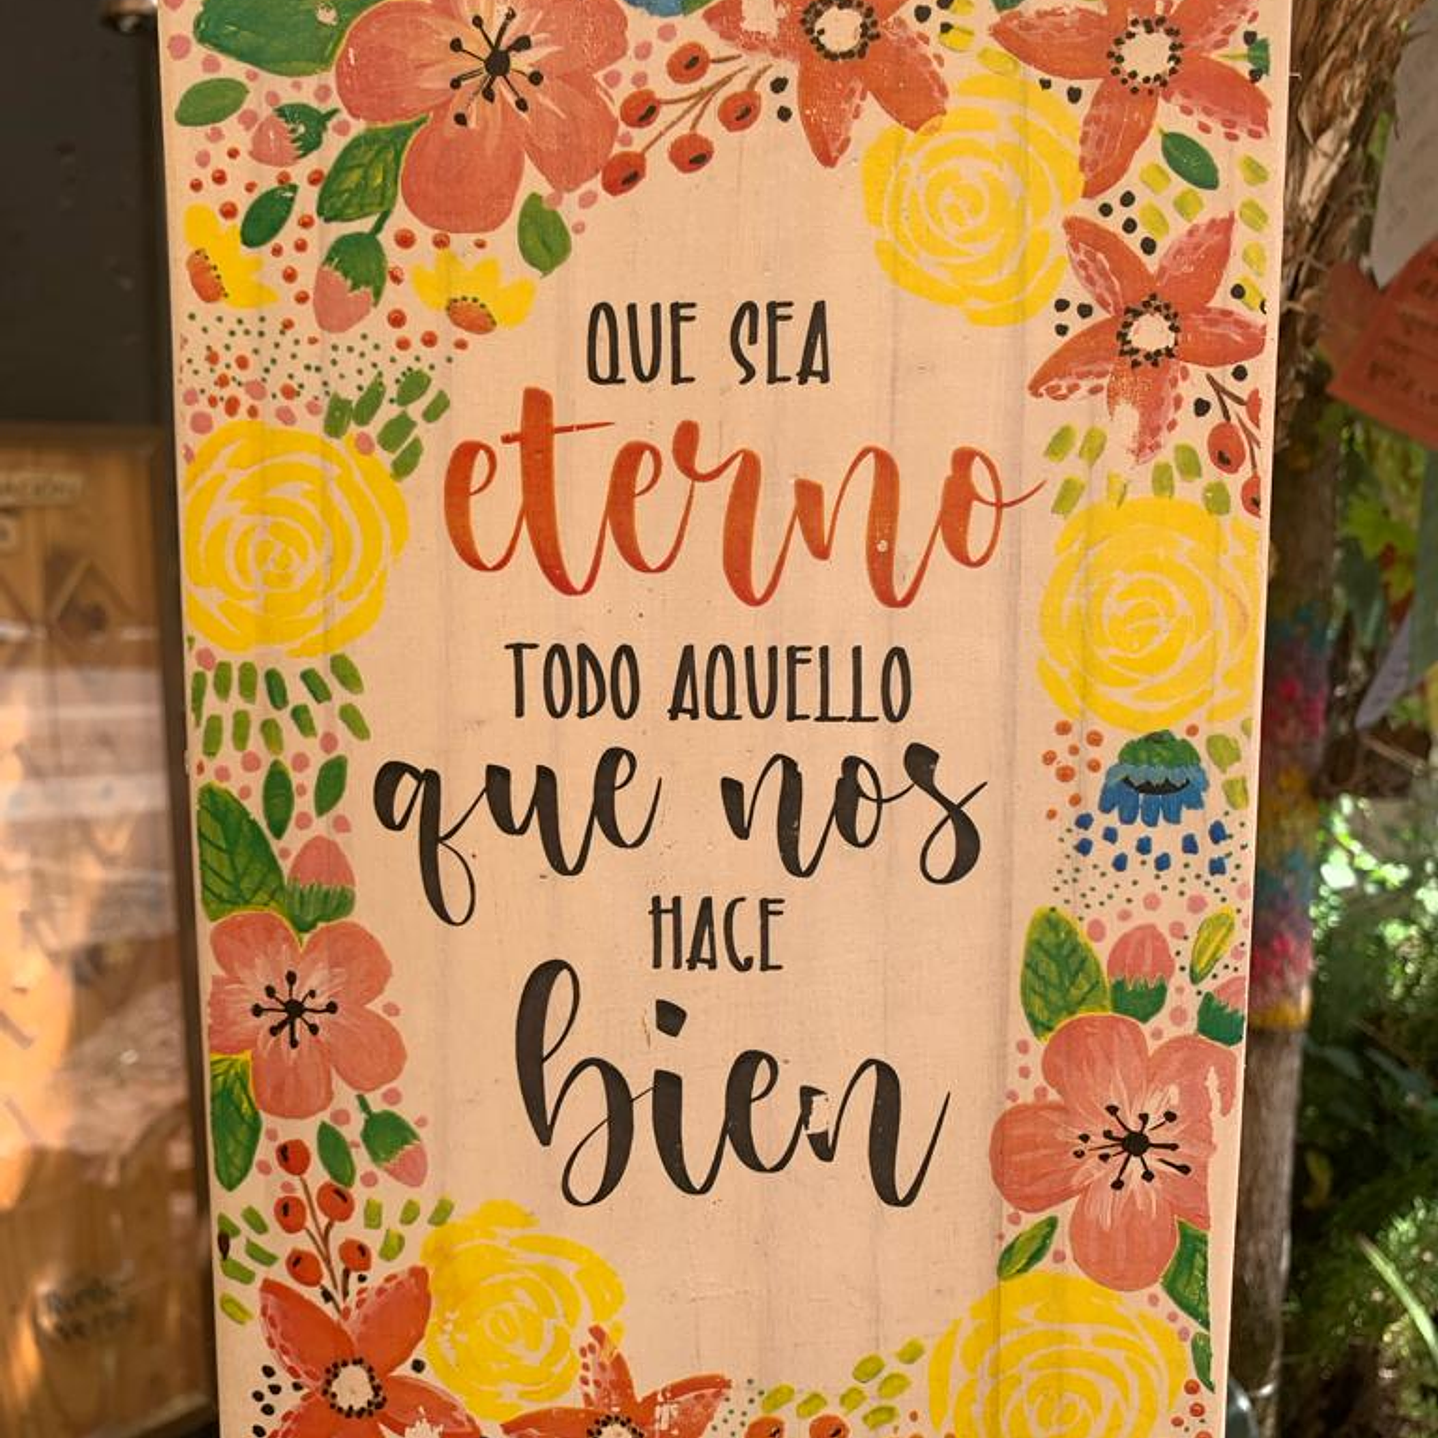 QUE SEA
eterno
TODO AQUELLO
que nos
HACE
bien